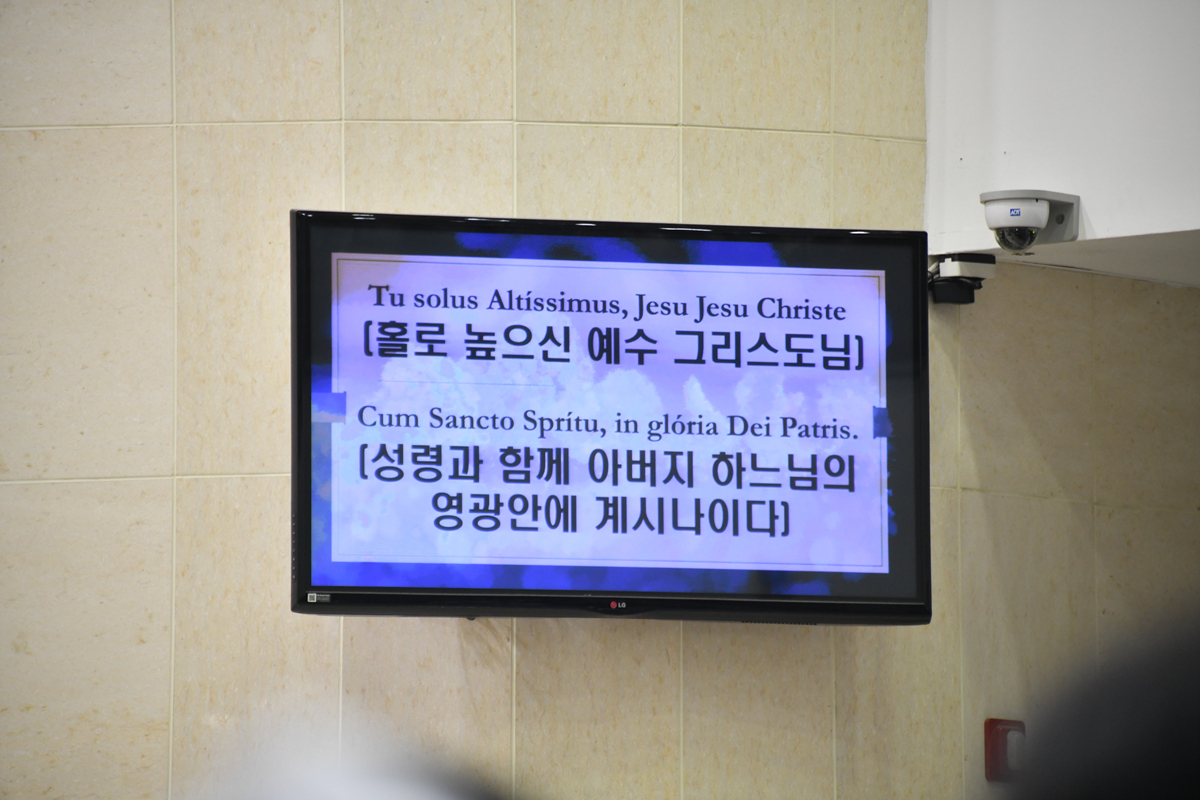 Tu solus Altíssimus, Jesu Jesu Christe
(홀로 높으신 예수 그리스도님)
Cum Sancto Sprítu, in glória Dei Patris.
(성령과 함께 아버지 하느님의
영광안에 계시나이다)
LG
ADT